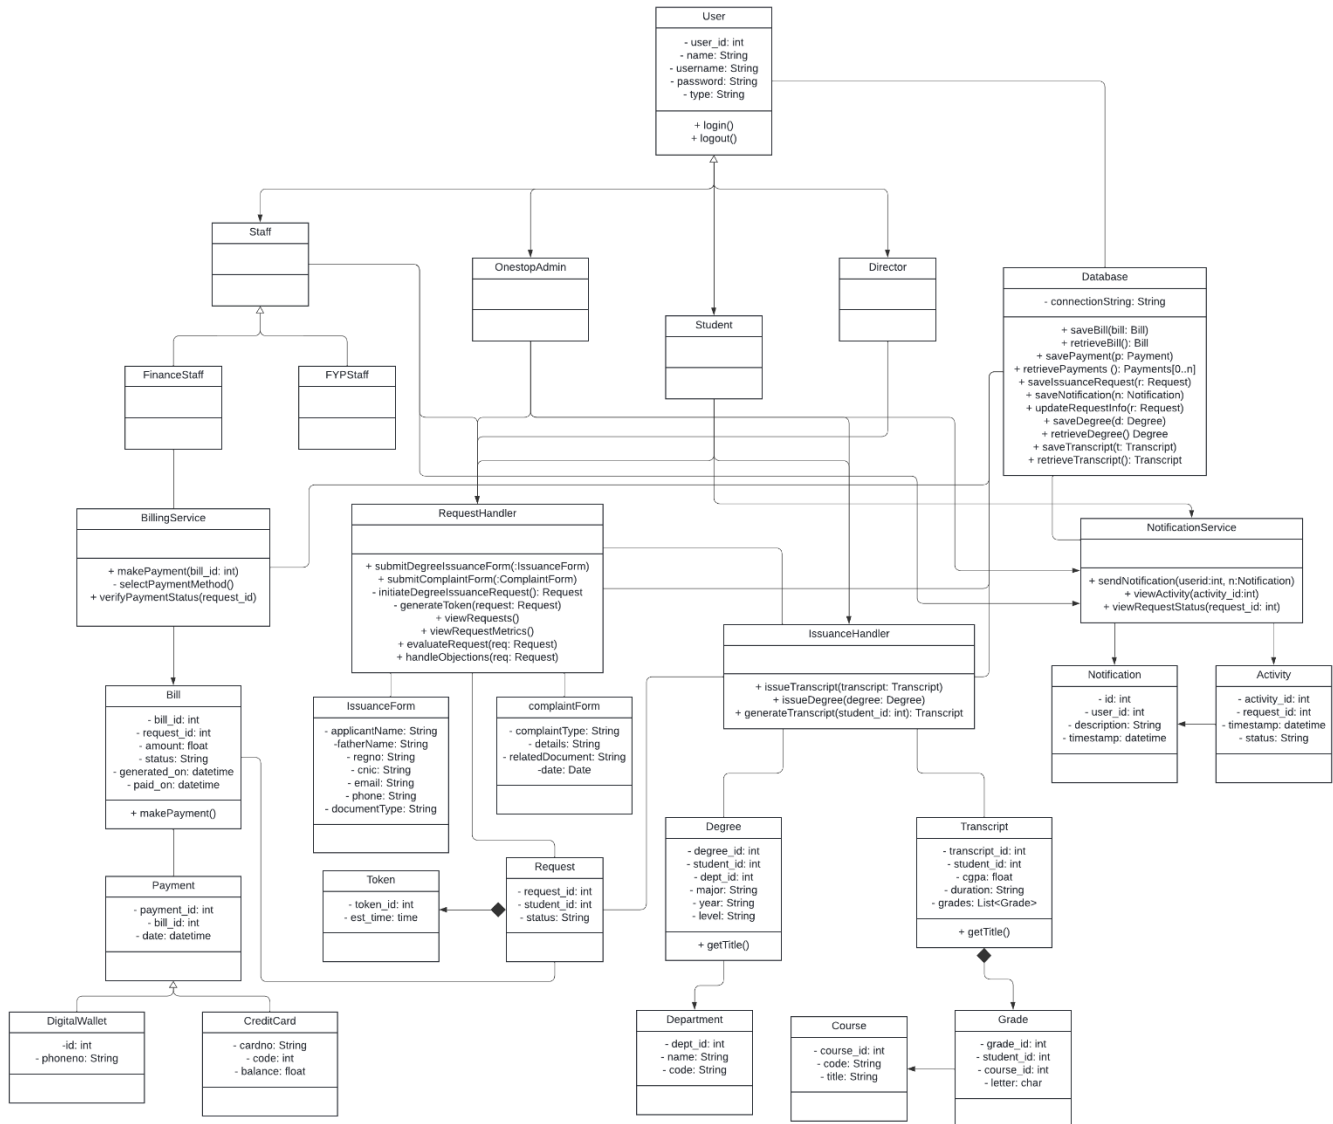 User
- user_id: int
- name: String
- username: String
- password: String
- type: String
+ login()
+ logout()
Staff
OnestopAdmin
Director
Student
Database
- connectionString: String
+ saveBill(bill: Bill)
+ retrieveBill(): Bill
+ savePayment(p: Payment)
+ retrievePayments (): Payments[0..n]
+ saveIssuanceRequest(r: Request)
+ saveNotification(n: Notification)
+ updateRequestInfo(r: Request)
+ saveDegree(d: Degree)
+ retrieveDegree() Degree
+ saveTranscript(t: Transcript)
+ retrieveTranscript(): Transcript
FinanceStaff
FYPStaff
BillingService
+ makePayment(bill_id: int)
- selectPaymentMethod()
+ verifyPaymentStatus(request_id)
RequestHandler
+ submitDegreeIssuanceForm(:IssuanceForm)
+ submitComplaintForm(:ComplaintForm)
- initiateDegreeIssuanceRequest(): Request
- generateToken(request: Request)
+ viewRequests()
+ viewRequestMetrics()
+ evaluateRequest(req: Request)
+ handleObjections(req: Request)
NotificationService
+ sendNotification(userid:int, n:Notification)
+ viewActivity(activity_id:int)
+ viewRequestStatus(request_id: int)
IssuanceHandler
+ issueTranscript(transcript: Transcript)
+ issueDegree(degree: Degree)
+ generateTranscript(student_id: int): Transcript
Notification
- id: int
- user_id: int
- description: String
- timestamp: datetime
Activity
- activity_id: int
- request_id: int
- timestamp: datetime
- status: String
Bill
- bill_id: int
- request_id: int
- amount: float
- status: String
- generated_on: datetime
- paid_on: datetime
+ makePayment()
IssuanceForm
- applicantName: String
-fatherName: String
- regno: String
- cnic: String
- email: String
- phone: String
- documentType: String
complaintForm
- complaintType: String
- details: String
- relatedDocument: String
-date: Date
Degree
- degree_id: int
- student_id: int
- dept_id: int
- major: String
- year: String
- level: String
+ getTitle()
Transcript
- transcript_id: int
- student_id: int
- cgpa: float
- duration: String
- grades: List<Grade>
+ getTitle()
Payment
- payment_id: int
- bill_id: int
- date: datetime
Token
- token_id: int
- est_time: time
Request
- request_id: int
- student_id: int
- status: String
DigitalWallet
-id: int
- phoneno: String
CreditCard
- cardno: String
- code: int
- balance: float
Department
- dept_id: int
- name: String
- code: String
Course
- course_id: int
- code: String
- title: String
Grade
- grade_id: int
- student_id: int
- course_id: int
- letter: char